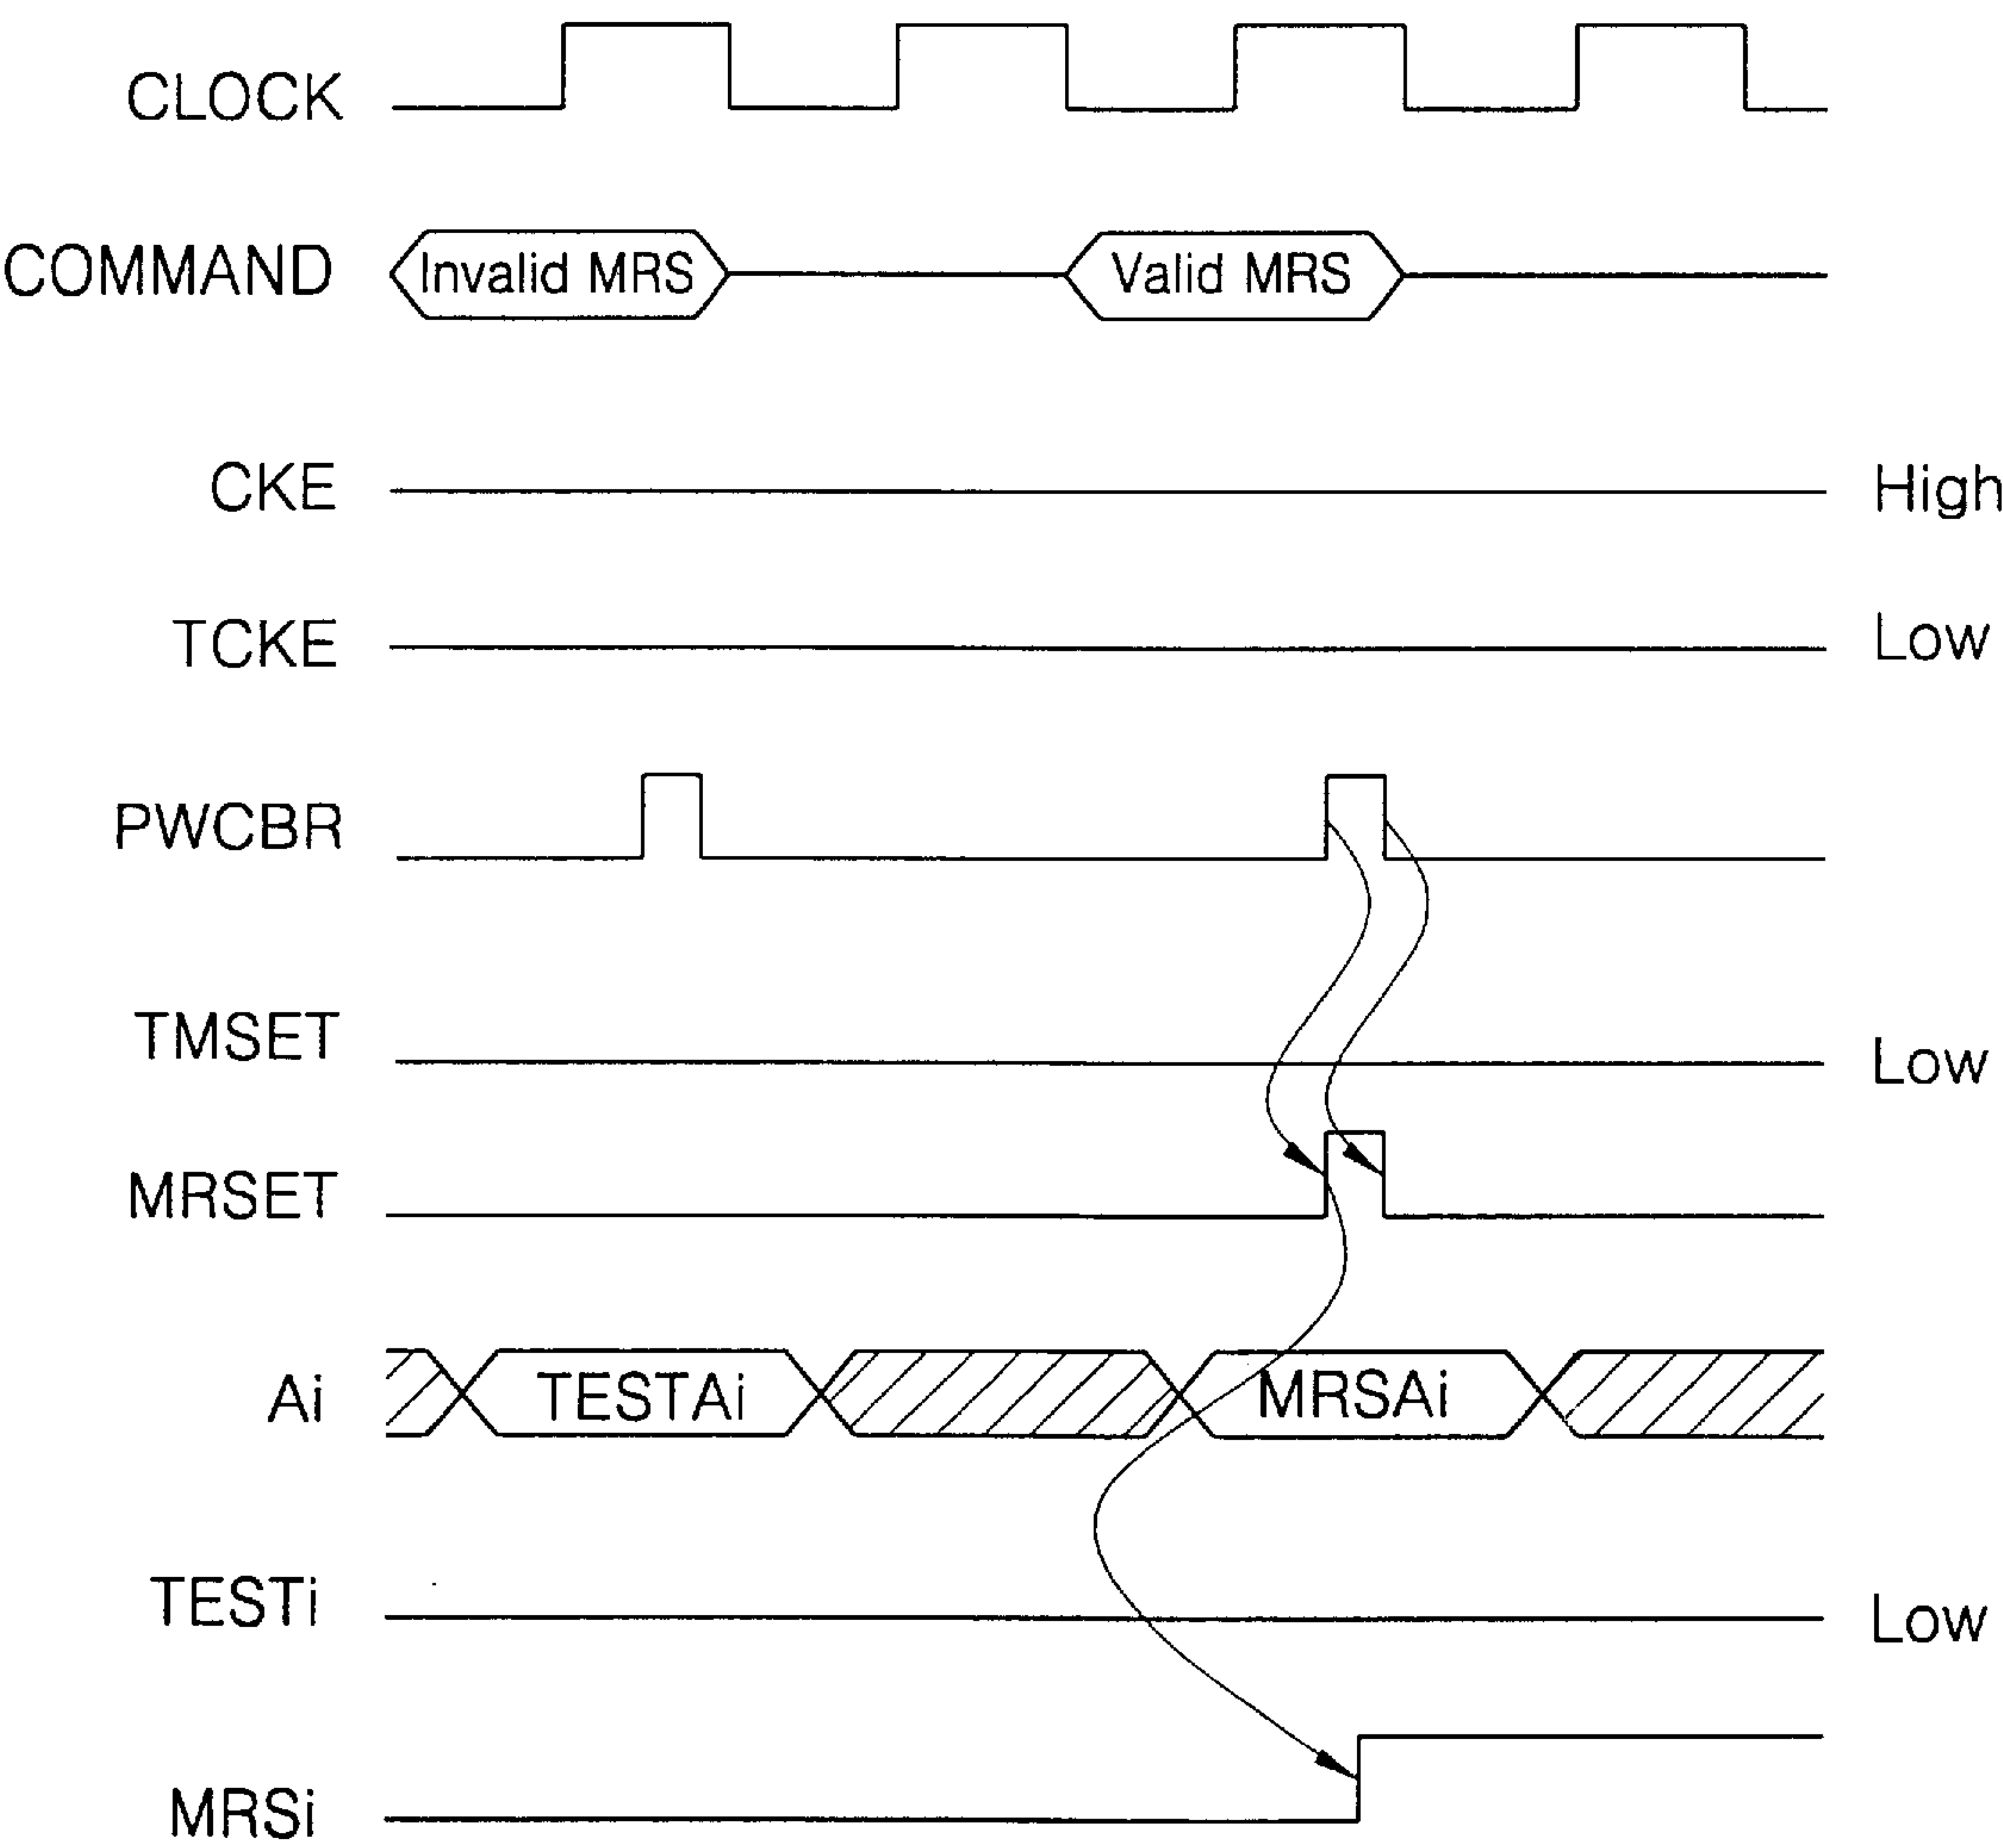 CLOCK
COMMAND Invalid MRS Valid MRS
CKE High
TCKE Low
PWCBR
TMSET Low
MRSET
Ai TESTAi MRSAi
TESTi Low
MRSi